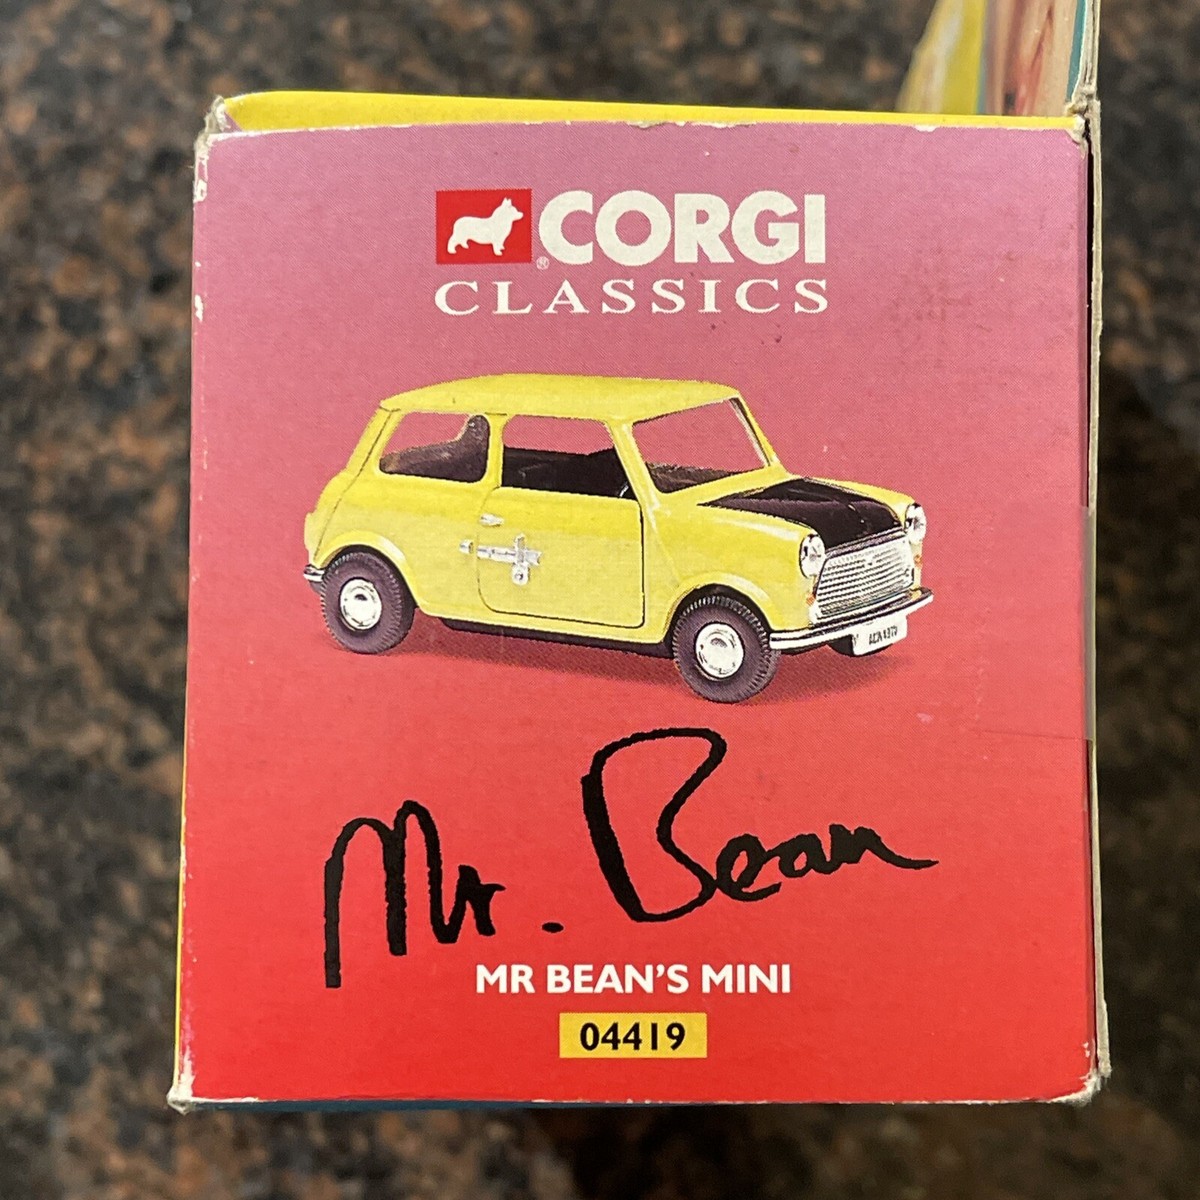 CORGI
®
CLASSICS
Mr. Bean
MR BEAN'S MINI
04419